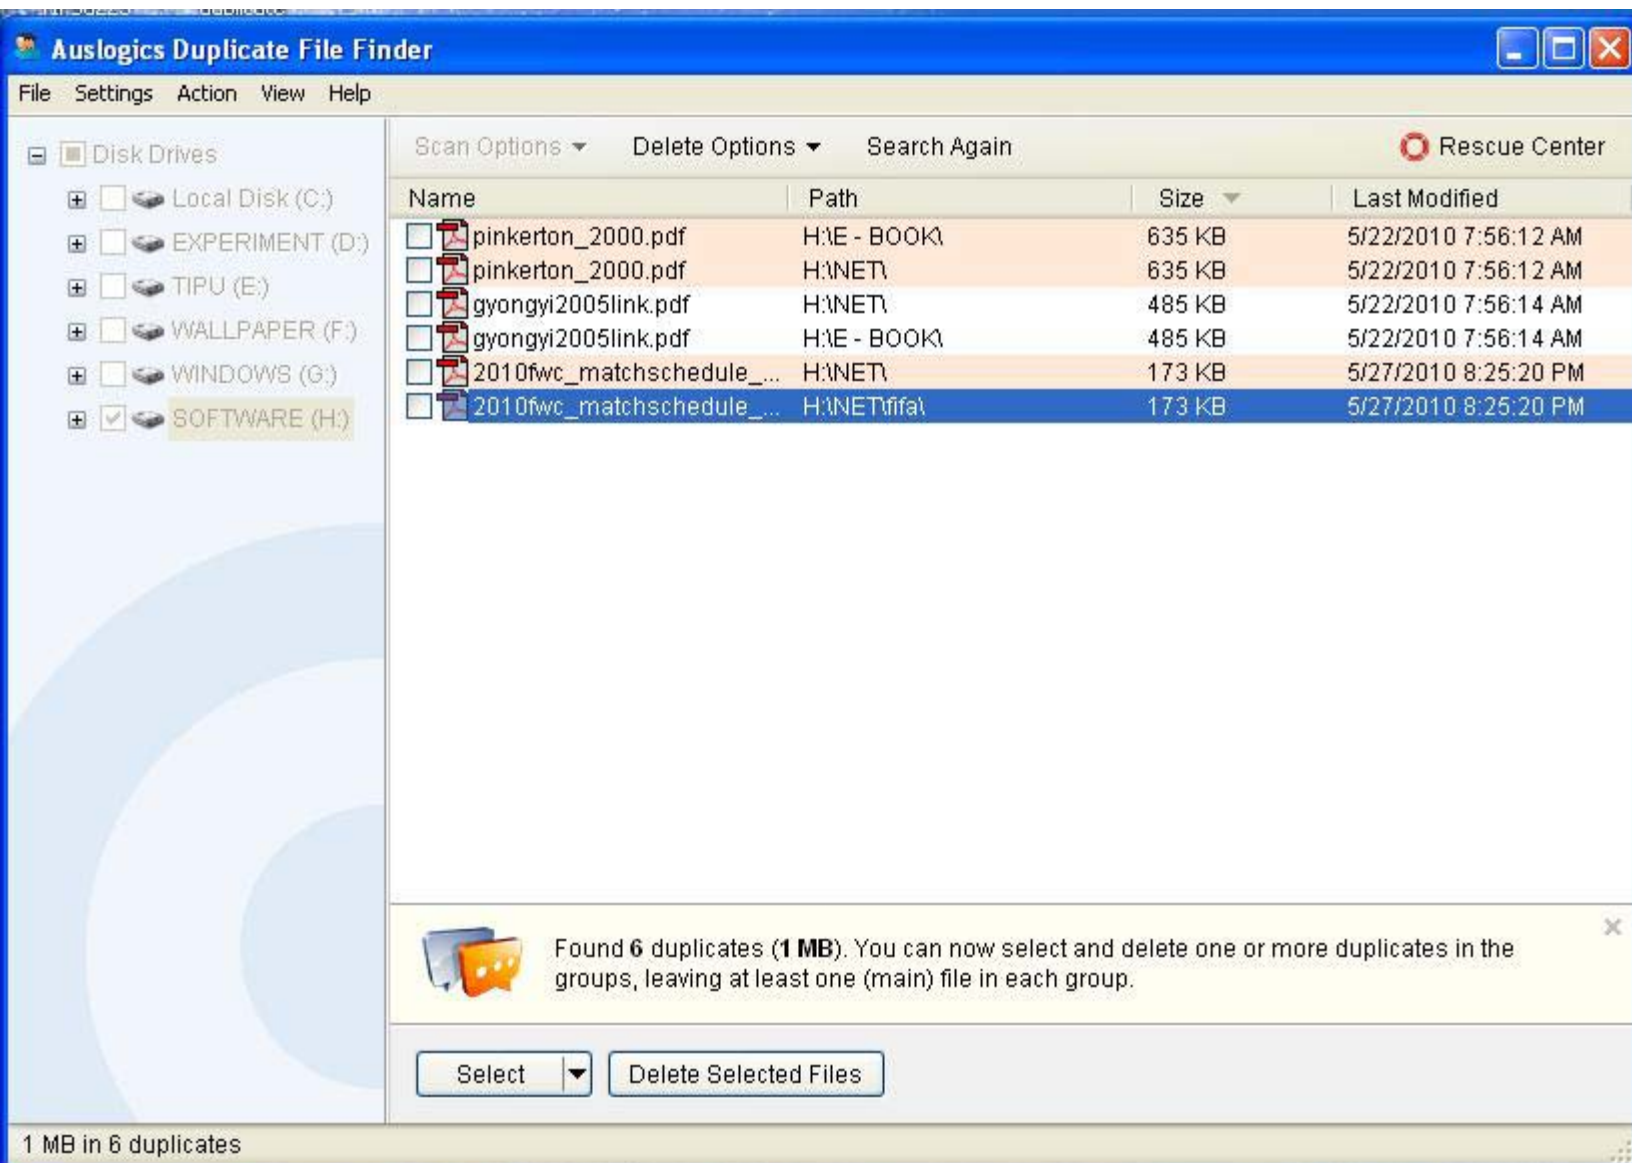 Auslogics Duplicate File Finder
File Settings Action View Help
Disk Drives
Local Disk (C:)
EXPERIMENT (D:)
TIPU (E:)
WALLPAPER (F:)
WINDOWS (G:)
SOFTWARE (H:)
Scan Options Delete Options Search Again Rescue Center
Name Path Size Last Modified
pinkerton_2000.pdf H:\E - BOOK\ 635 KB 5/22/2010 7:56:12 AM
pinkerton_2000.pdf H:\NET\ 635 KB 5/22/2010 7:56:12 AM
gyongyi2005link.pdf H:\NET\ 485 KB 5/22/2010 7:56:14 AM
gyongyi2005link.pdf H:\E - BOOK\ 485 KB 5/22/2010 7:56:14 AM
2010fwc_matchschedule_... H:\NET\ 173 KB 5/27/2010 8:25:20 PM
2010fwc_matchschedule_... H:\NET\fifa\ 173 KB 5/27/2010 8:25:20 PM
Found 6 duplicates (1 MB). You can now select and delete one or more duplicates in the
groups, leaving at least one (main) file in each group.
Select Delete Selected Files
1 MB in 6 duplicates